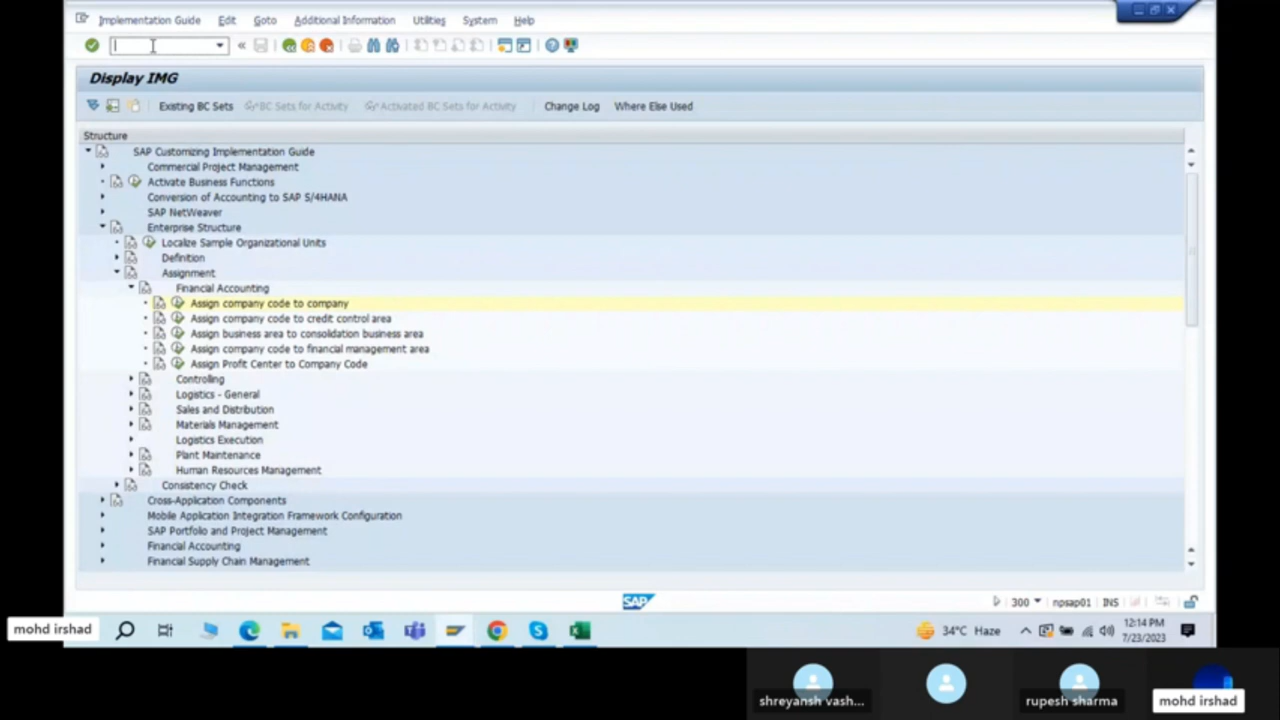 Implementation Guide Edit Goto Additional Information Utilities System Help
Display IMG
Existing BC Sets BC Sets for Activity Activated BC Sets for Activity Change Log Where Else Used
Structure
SAP Customizing Implementation Guide
Commercial Project Management
Activate Business Functions
Conversion of Accounting to SAP S/4HANA
SAP NetWeaver
Enterprise Structure
Localize Sample Organizational Units
Definition
Assignment
Financial Accounting
Assign company code to company
Assign company code to credit control area
Assign business area to consolidation business area
Assign company code to financial management area
Assign Profit Center to Company Code
Controlling
Logistics - General
Sales and Distribution
Materials Management
Logistics Execution
Plant Maintenance
Human Resources Management
Consistency Check
Cross-Application Components
Mobile Application Integration Framework Configuration
SAP Portfolio and Project Management
Financial Accounting
Financial Supply Chain Management
SAP 300 npsap01 INS
mohd irshad 34°C Haze 12:14 PM
7/23/2023
shreyansh vash... rupesh sharma mohd irshad